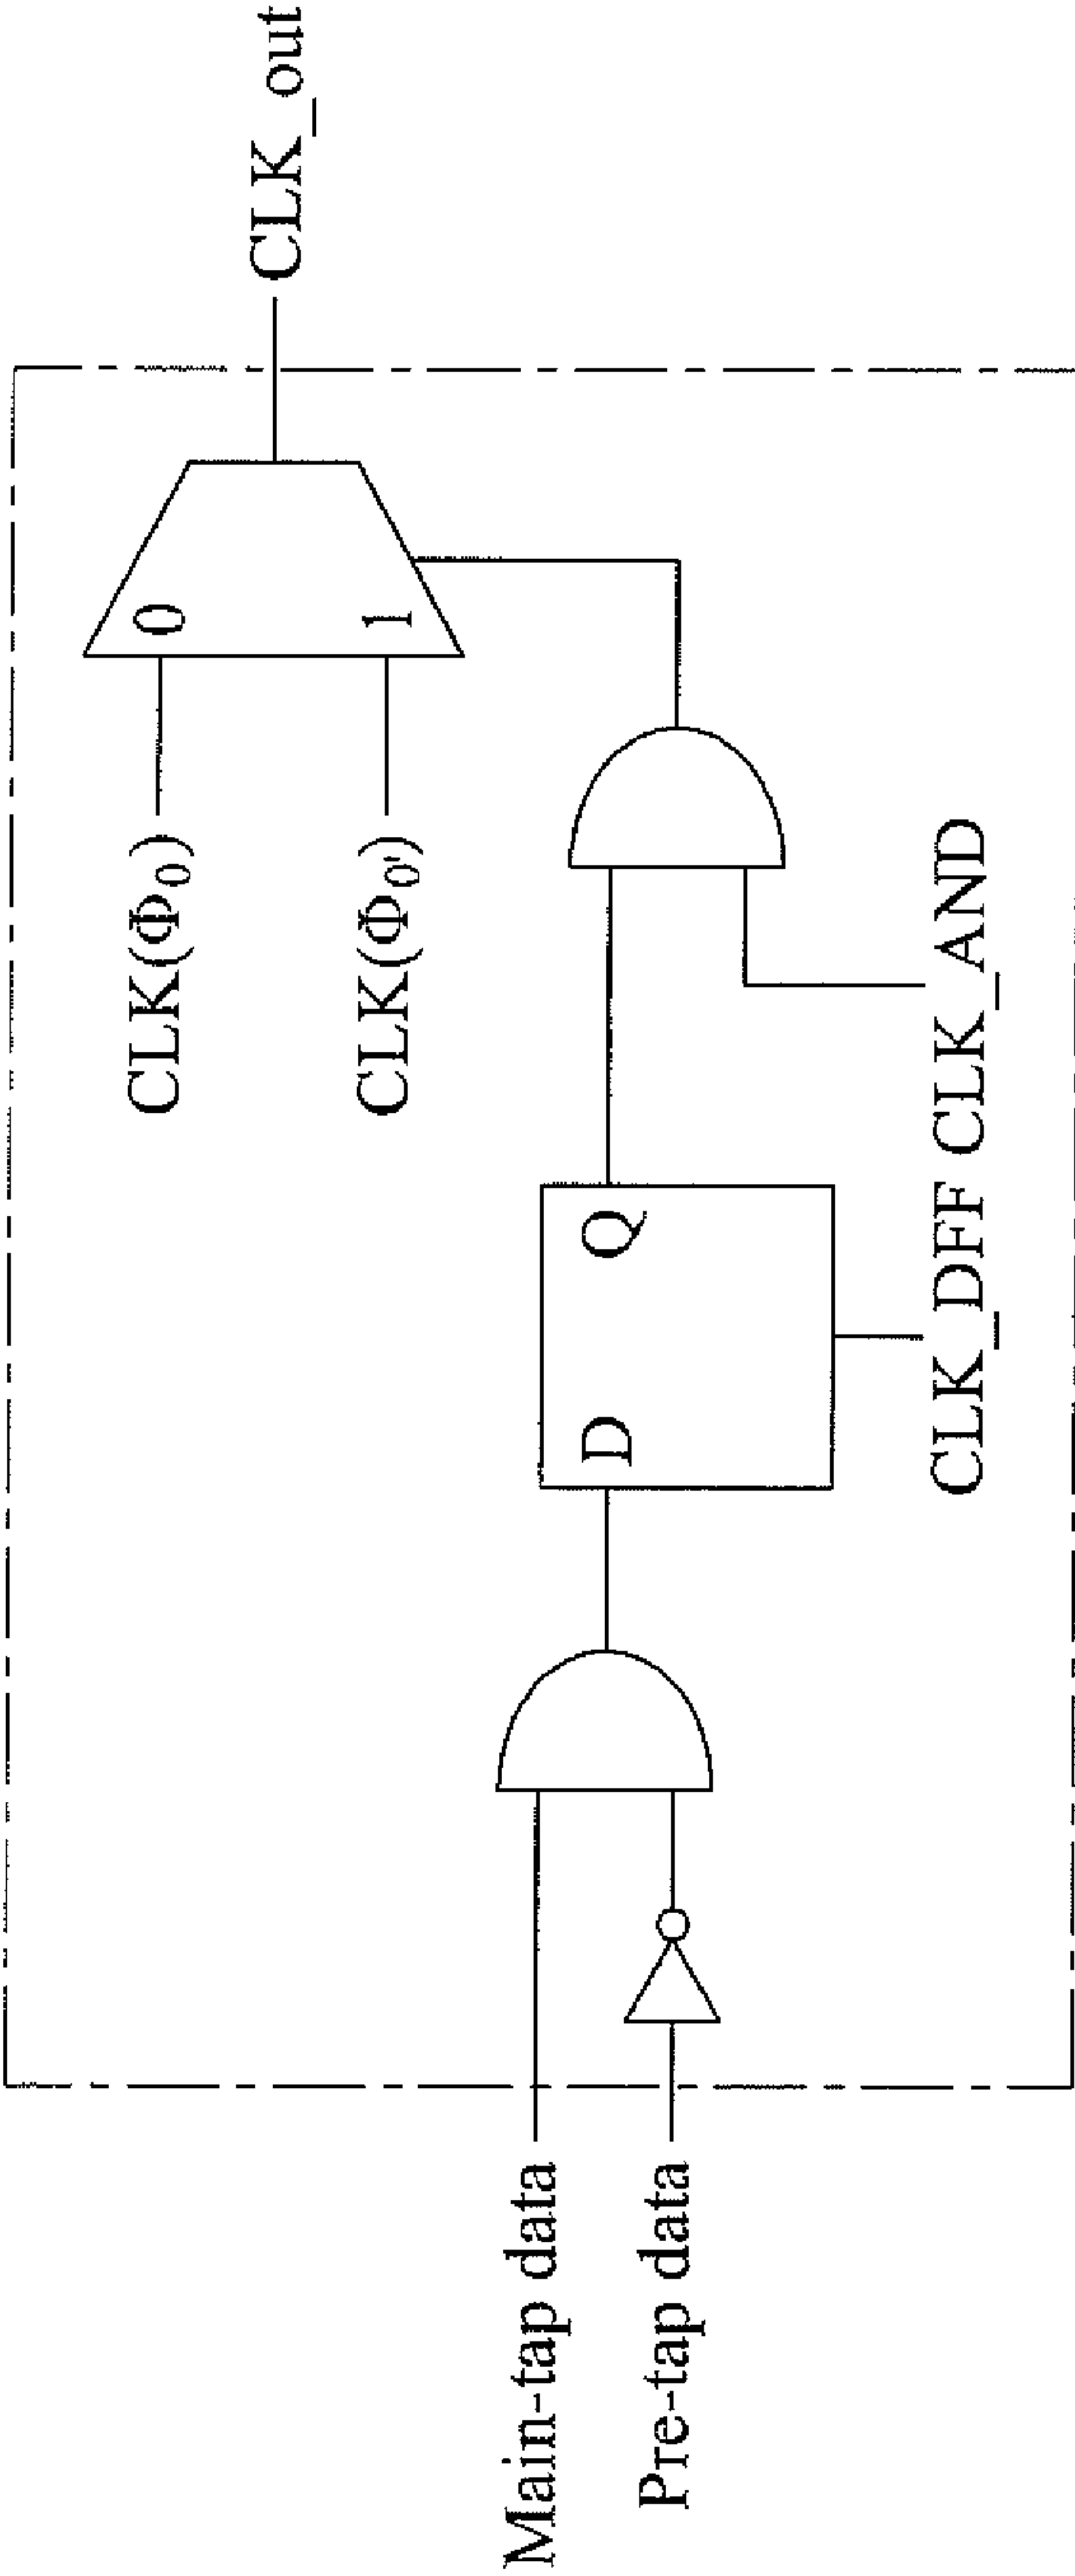 CLK_out
0
CLK(Φ0)
1
CLK(Φ0')
D
Q
CLK_DFF CLK_AND
Main-tap data
Pre-tap data